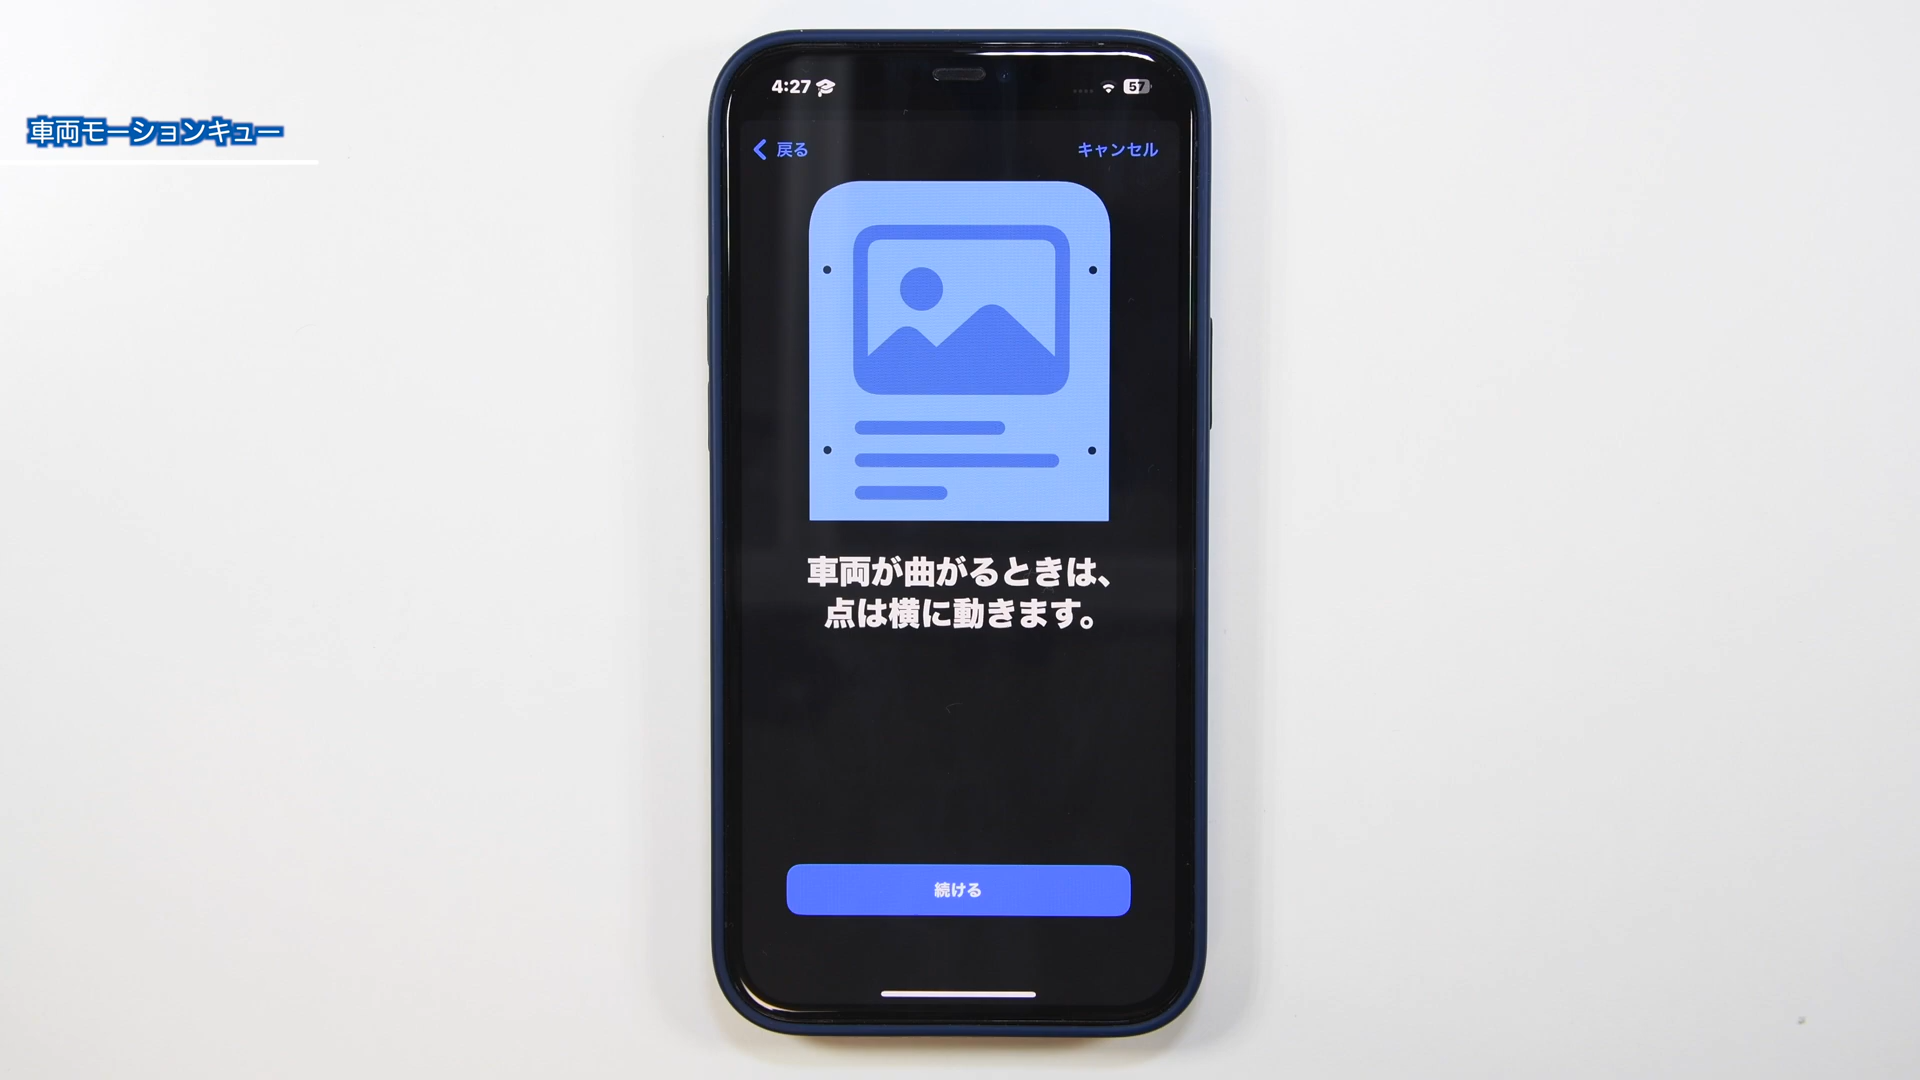 車両モーションキュー
4:27
57
戻る
キャンセル
車両が曲がるときは、
点は横に動きます。
続ける